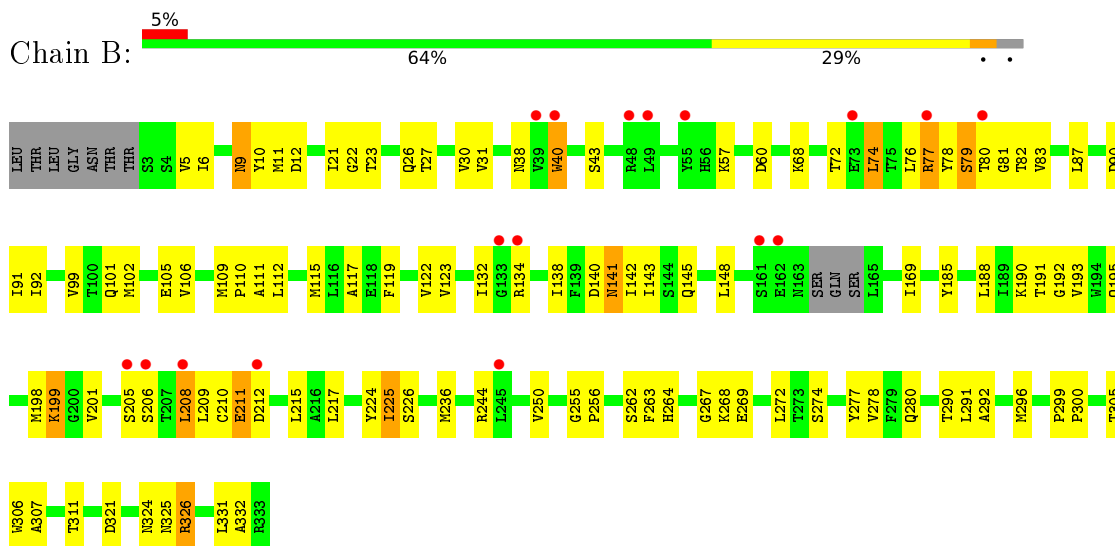 5%
Chain B:
64% 29% • •
LEU THR LEU GLY ASN THR THR S3 S4 V5 I6 N9 Y10 M11 D12 I21 G22 T23 Q26 T27 V30 V31 N38 V39 W40 S43 R48 L49 Y55 H56 K57 D60 K68 T72 E73 L74 T75 L76 R77 Y78 S79 T80 G81 T82 V83 L87
I91 I92 V99 T100 Q101 M102 E105 V106 M109 P110 A111 L112 M115 L116 A117 E118 F119 V122 V123 I132 G133 R134 I138 F139 D140 N141 I142 I143 S144 Q145 L148 S161 E162 N163 SER GLN SER L165 I169 Y185 L188 I189 K190 T191 G192 V193 W194
M198 K199 G200 V201 S205 S206 T207 L208 L209 C210 E211 D212 L215 A216 L217 Y224 I225 S226 M236 R244 L245 V250 G255 P256 S262 F263 H264 G267 K268 E269 L272 T273 S274 Y277 V278 F279 Q280 T290 L291 A292 M296 P299 P300 T305
W306 A307 T311 D321 N324 N325 R326 L331 A332 R333